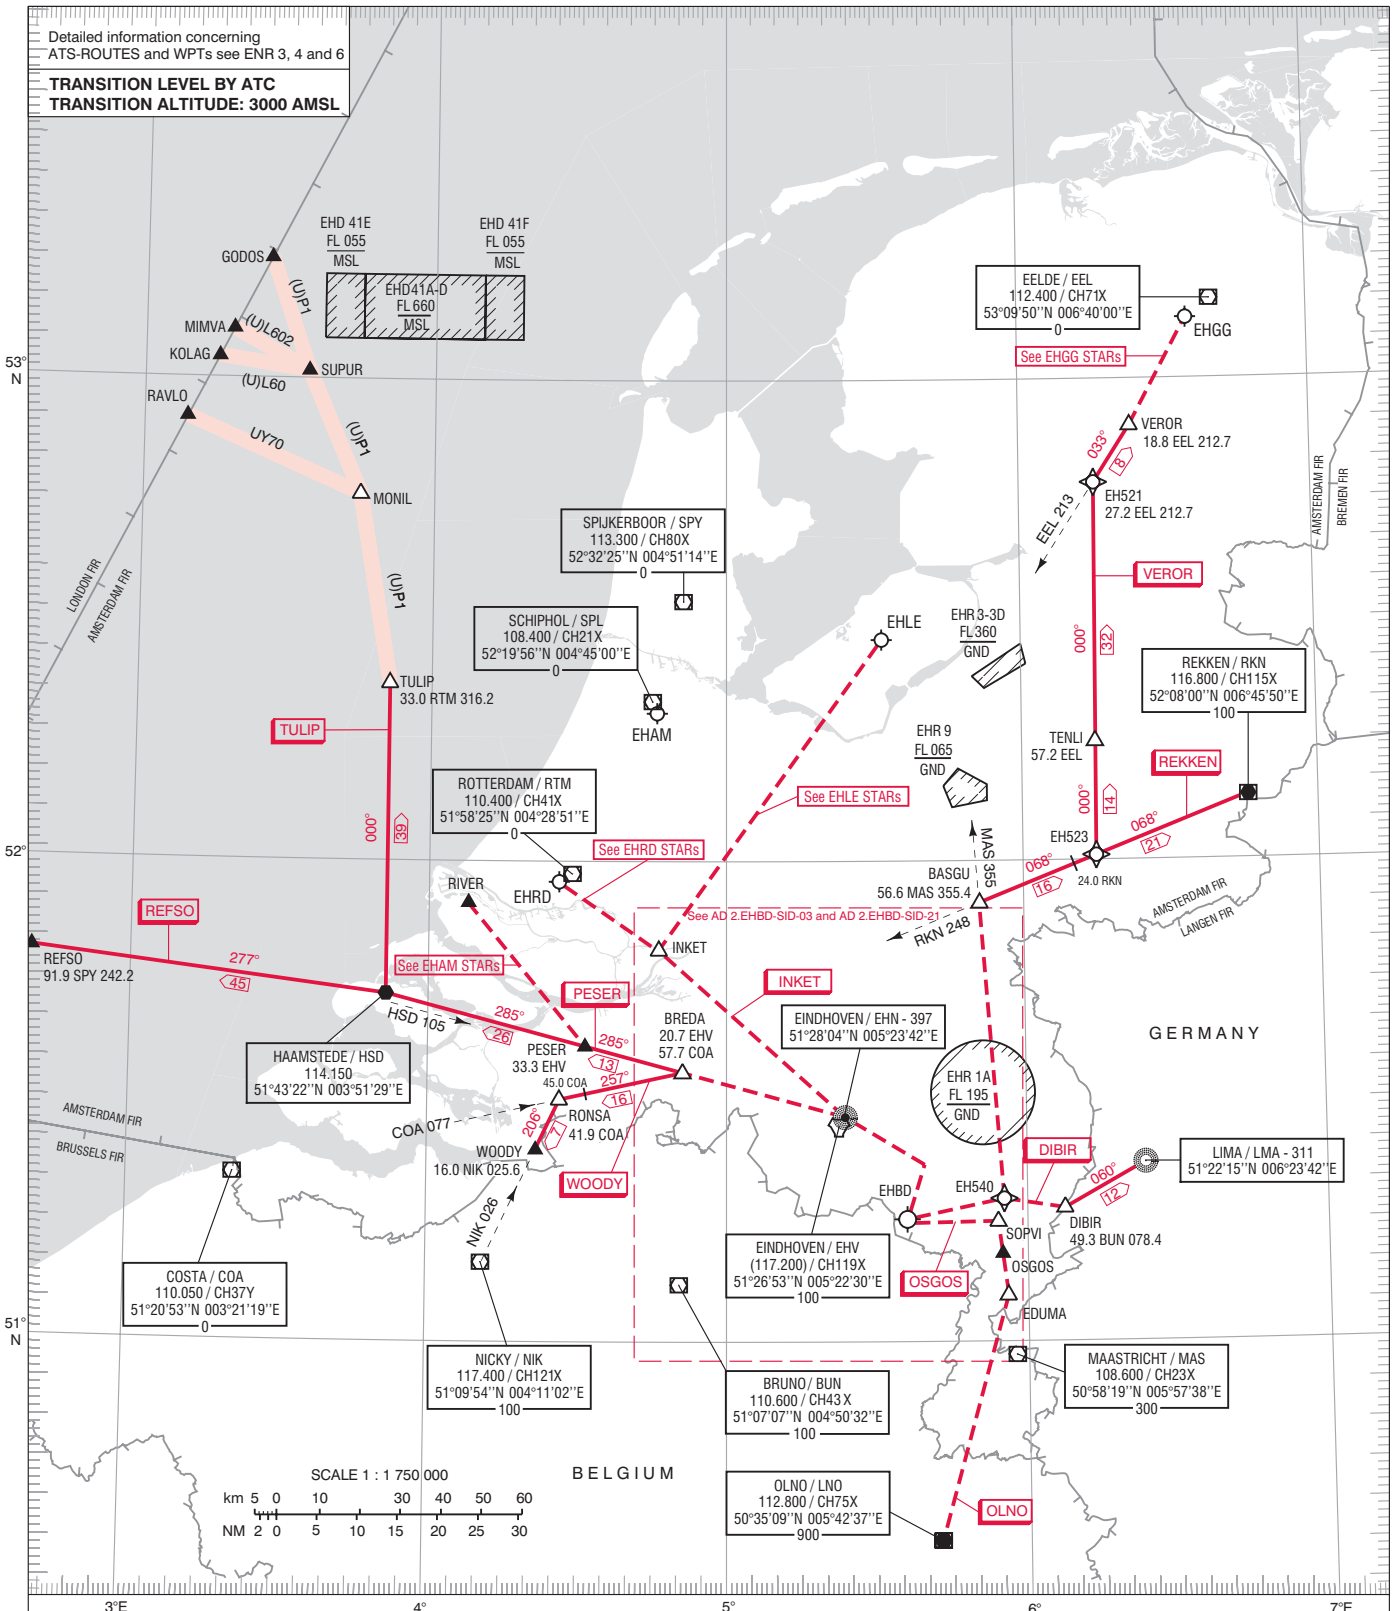 Detailed information concerning
ATS-ROUTES and WPTs see ENR 3, 4 and 6
TRANSITION LEVEL BY ATC
TRANSITION ALTITUDE: 3000 AMSL
EHD 41E
FL 055
MSL
EHD 41F
FL 055
MSL
EHD41A-D
FL 660
MSL
GODOS
(U)P1
MIMVA
(U)L602
KOLAG
SUPUR
(U)L60
RAVLO
UY70
(U)P1
MONIL
(U)P1
53°
N
EELDE / EEL
112.400 / CH71X
53°09'50''N 006°40'00''E
0
EHGG
See EHGG STARs
VEROR
18.8 EEL 212.7
033°
8
EH521
27.2 EEL 212.7
EEL 213
AMSTERDAM FIR
BREMEN FIR
LONDON FIR
AMSTERDAM FIR
SPIJKERBOOR / SPY
113.300 / CH80X
52°32'25''N 004°51'14''E
0
VEROR
SCHIPHOL / SPL
108.400 / CH21X
52°19'56''N 004°45'00''E
0
EHLE
EHR 3-3D
FL 360
GND
000°
32
REKKEN / RKN
116.800 / CH115X
52°08'00''N 006°45'50''E
100
TULIP
33.0 RTM 316.2
TULIP
EHAM
EHR 9
FL 065
GND
TENLI
57.2 EEL
REKKEN
ROTTERDAM / RTM
110.400 / CH41X
51°58'25''N 004°28'51''E
0
See EHLE STARs
000°
14
000°
39
068°
21
EH523
See EHRD STARs
MAS 355
068°
16
24.0 RKN
52°
N
RIVER
EHRD
BASGU
56.6 MAS 355.4
AMSTERDAM FIR
LANGEN FIR
REFSO
See AD 2.EHBD-SID-03 and AD 2.EHBD-SID-21
RKN 248
REFSO
91.9 SPY 242.2
277°
45
INKET
See EHAM STARs
INKET
PESER
HSD 105
285°
26
BREDA
20.7 EHV
57.7 COA
EINDHOVEN / EHN - 397
51°28'04''N 005°23'42''E
GERMANY
HAAMSTEDE / HSD
114.150
51°43'22''N 003°51'29''E
PESER
33.3 EHV
285°
13
45.0 COA
257°
16
EHR 1A
FL 195
GND
AMSTERDAM FIR
BRUSSELS FIR
COA 077
RONSA
41.9 COA
206°
7
WOODY
16.0 NIK 025.6
WOODY
DIBIR
LIMA / LMA - 311
51°22'15''N 006°23'42''E
060°
12
EHBD
EH540
NIK 026
DIBIR
49.3 BUN 078.4
SOPVI
EINDHOVEN / EHV
(117.200) / CH119X
51°26'53''N 005°22'30''E
100
OSGOS
OSGOS
EDUMA
COSTA / COA
110.050 / CH37Y
51°20'53''N 003°21'19''E
0
51°
N
NICKY / NIK
117.400 / CH121X
51°09'54''N 004°11'02''E
100
BRUNO / BUN
110.600 / CH43 X
51°07'07''N 004°50'32''E
100
MAASTRICHT / MAS
108.600 / CH23X
50°58'19''N 005°57'38''E
300
BELGIUM
SCALE 1 : 1 750 000
km 5 0 10 30 40 50 60
NM 2 0 5 10 15 20 25 30
OLNO / LNO
112.800 / CH75X
50°35'09''N 005°42'37''E
900
OLNO
3°E 4° 5° 6° 7°E